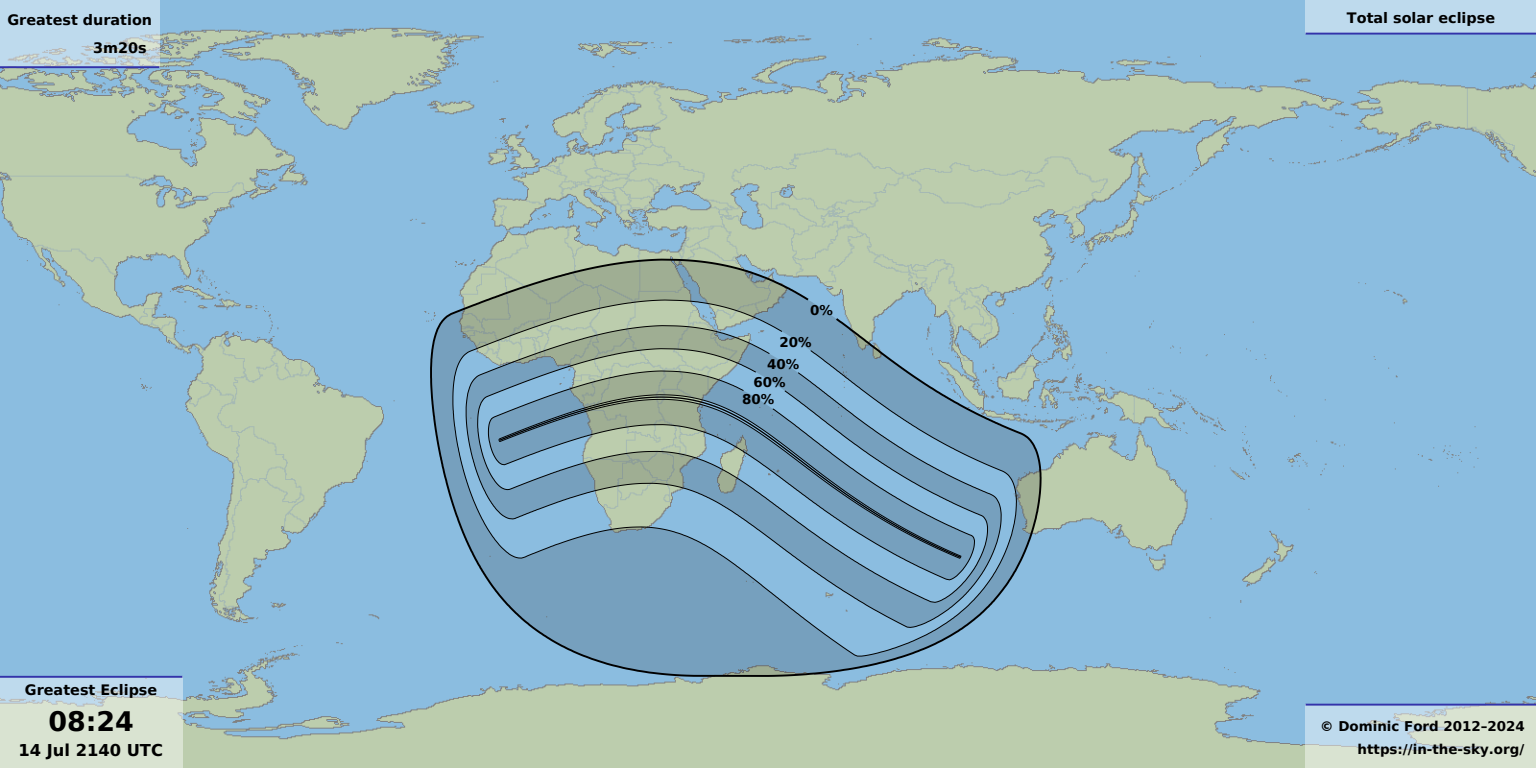 Greatest duration
3m20s
Total solar eclipse
0%
20%
40%
60%
80%
Greatest Eclipse
08:24
14 Jul 2140 UTC
© Dominic Ford 2012–2024
https://in-the-sky.org/